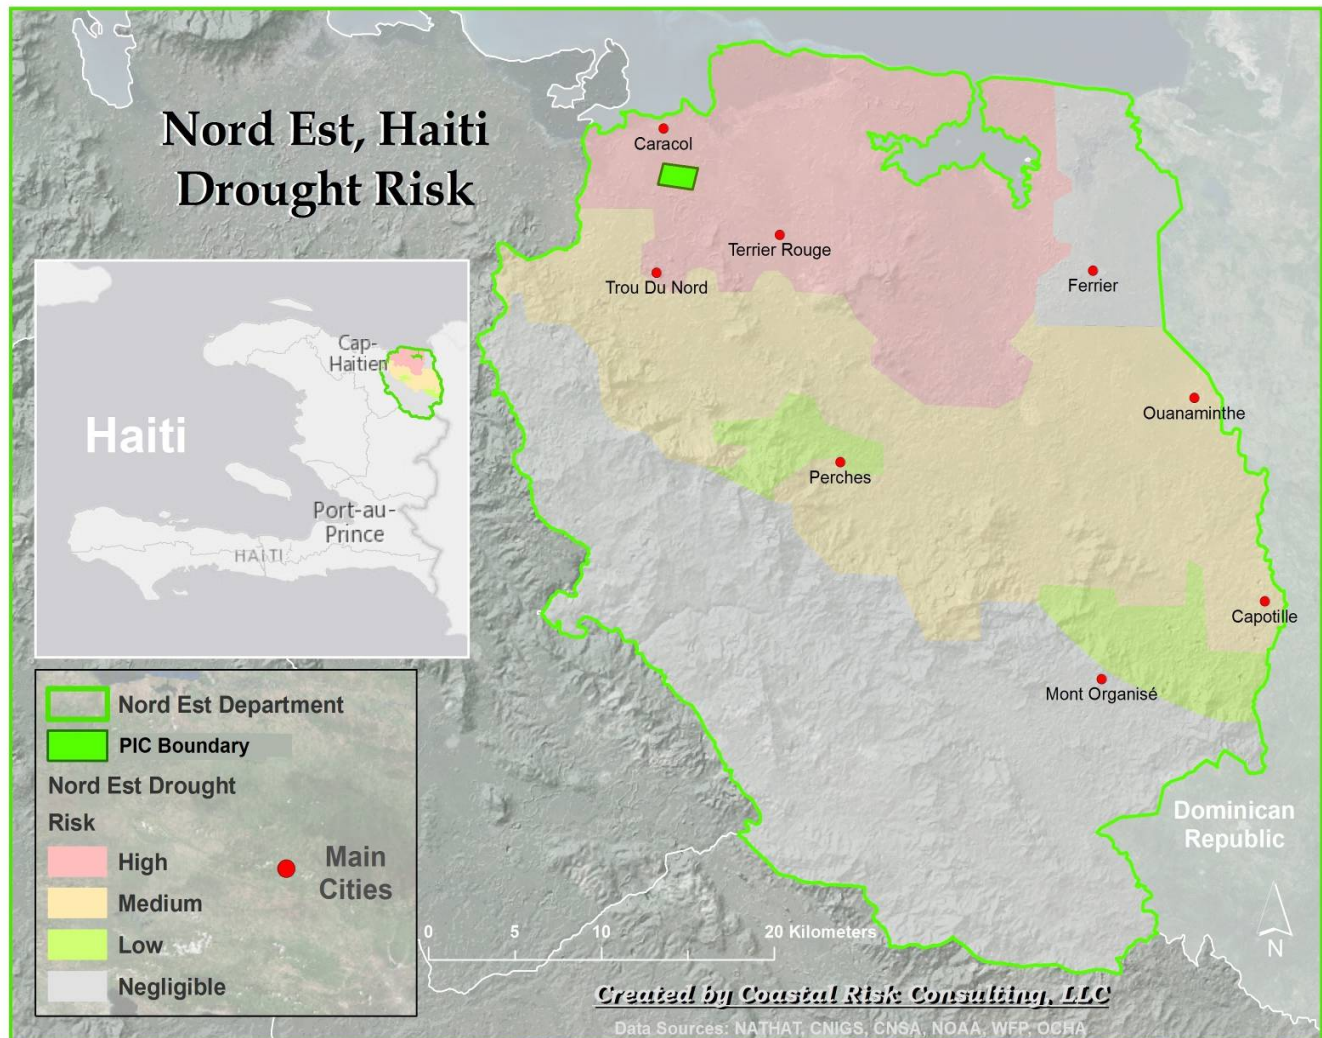 Nord Est, Haiti
Drought Risk
Caracol
Terrier Rouge
Trou Du Nord
Ferrier
Ouanaminthe
Perches
Capotille
Mont Organisé
Dominican
Republic
Cap-
Haitien
Haiti
Port-au-
Prince
HAITI
Nord Est Department
PIC Boundary
Nord Est Drought
Risk
High
Medium
Low
Negligible
Main
Cities
0 5 10 20 Kilometers
N
Created by Coastal Risk Consulting, LLC
Data Sources: NATHAT, CNIGS, CNSA, NOAA, WFP, OCHA